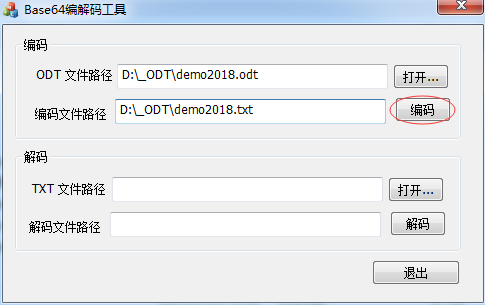 Base64编解码工具
编码
ODT 文件路径 D:\_ODT\demo2018.odt 打开...
编码文件路径 D:\_ODT\demo2018.txt 编码
解码
TXT 文件路径 打开...
解码文件路径 解码
退出